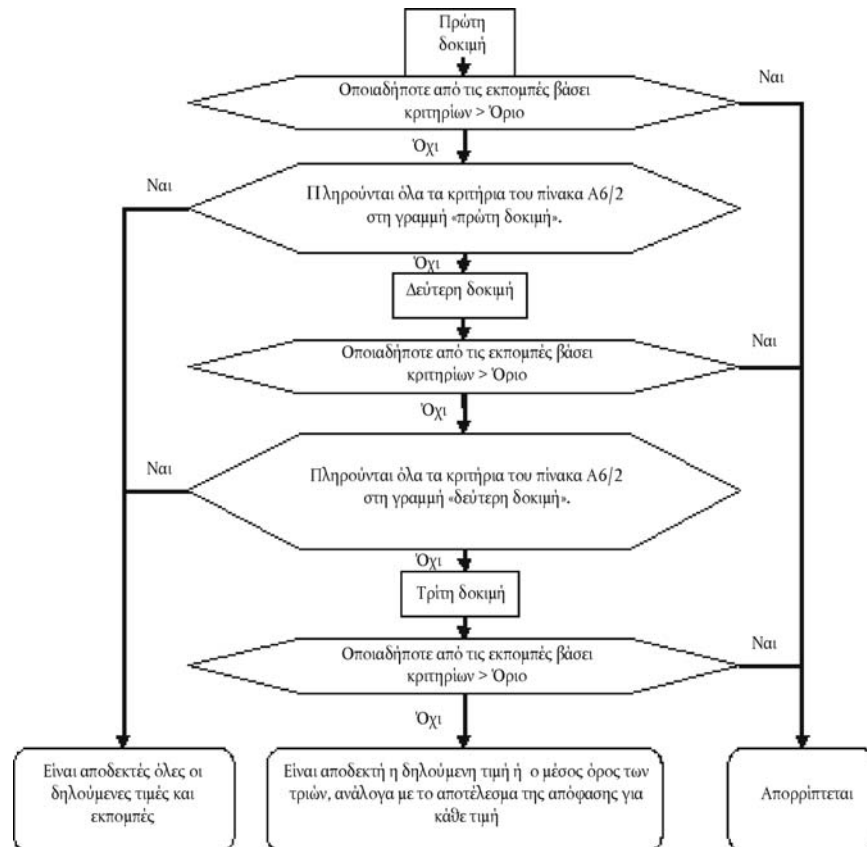 Πρώτη
δοκιμή
Ναι
Οποιαδήποτε από τις εκπομπές βάσει
κριτηρίων > Όριο
Όχι
Ναι
Πληρούνται όλα τα κριτήρια του πίνακα Α6/2
στη γραμμή «πρώτη δοκιμή».
Όχι
Δεύτερη δοκιμή
Ναι
Οποιαδήποτε από τις εκπομπές βάσει
κριτηρίων > Όριο
Όχι
Ναι
Πληρούνται όλα τα κριτήρια του πίνακα Α6/2
στη γραμμή «δεύτερη δοκιμή».
Όχι
Τρίτη δοκιμή
Ναι
Οποιαδήποτε από τις εκπομπές βάσει
κριτηρίων > Όριο
Όχι
Είναι αποδεκτές όλες οι
δηλούμενες τιμές και
εκπομπές
Είναι αποδεκτή η δηλούμενη τιμή ή ο μέσος όρος των
τριών, ανάλογα με το αποτέλεσμα της απόφασης για
κάθε τιμή
Απορρίπτεται